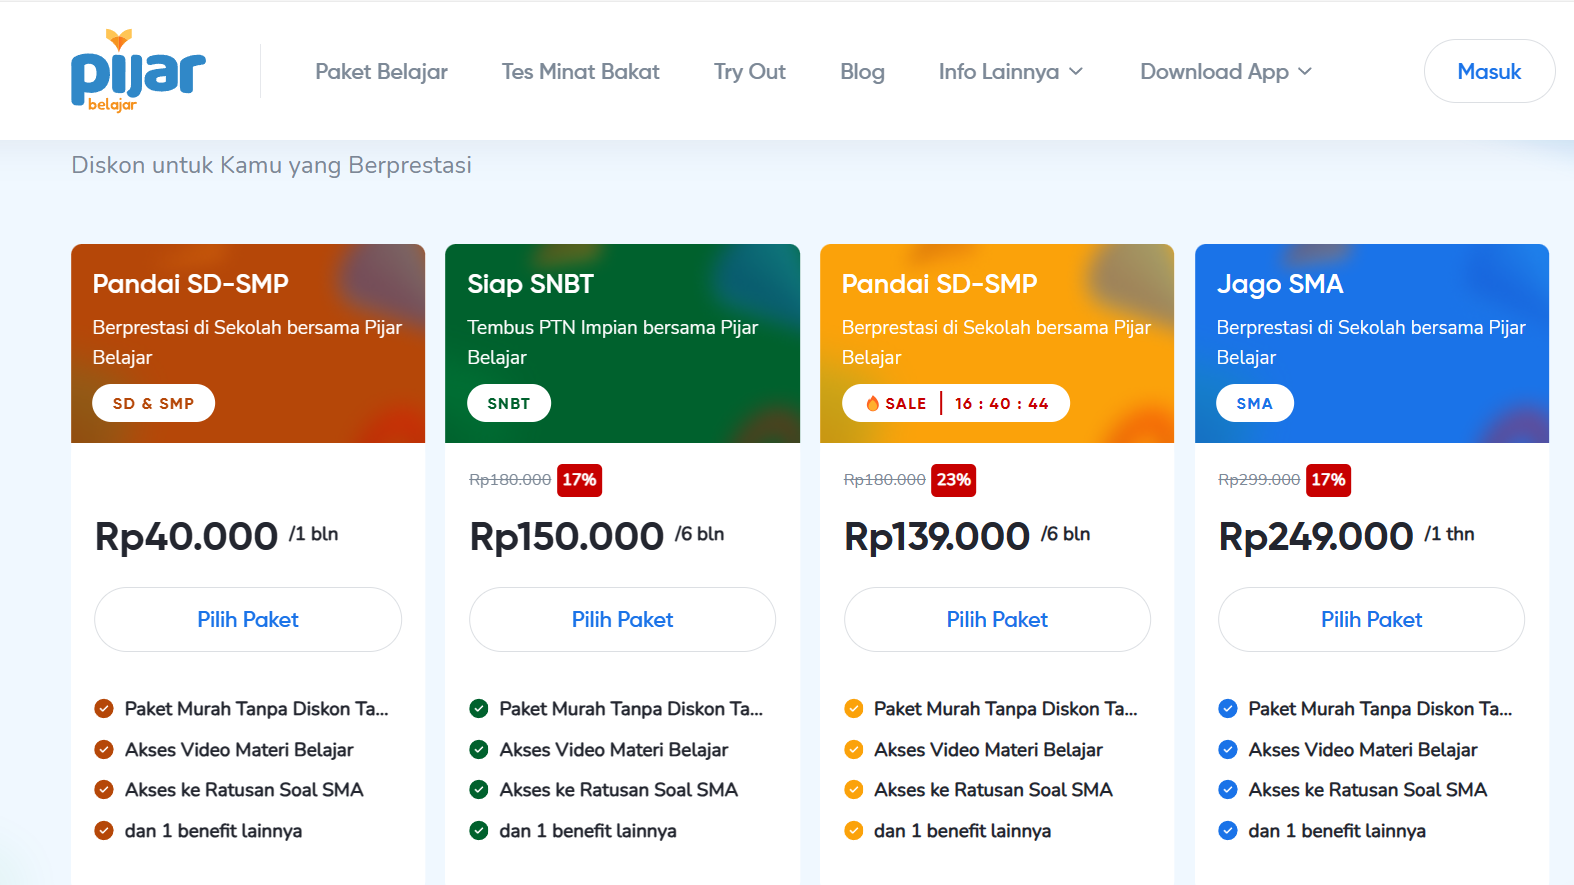 pijar
belajar
Paket Belajar
Tes Minat Bakat
Try Out
Blog
Info Lainnya
Download App
Masuk
Diskon untuk Kamu yang Berprestasi
Pandai SD-SMP
Berprestasi di Sekolah bersama Pijar
Belajar
SD & SMP
Rp40.000 /1 bln
Pilih Paket
Paket Murah Tanpa Diskon Ta...
Akses Video Materi Belajar
Akses ke Ratusan Soal SMA
dan 1 benefit lainnya
Siap SNBT
Tembus PTN Impian bersama Pijar
Belajar
SNBT
Rp180.000 17%
Rp150.000 /6 bln
Pilih Paket
Paket Murah Tanpa Diskon Ta...
Akses Video Materi Belajar
Akses ke Ratusan Soal SMA
dan 1 benefit lainnya
Pandai SD-SMP
Berprestasi di Sekolah bersama Pijar
Belajar
SALE | 16 : 40 : 44
Rp180.000 23%
Rp139.000 /6 bln
Pilih Paket
Paket Murah Tanpa Diskon Ta...
Akses Video Materi Belajar
Akses ke Ratusan Soal SMA
dan 1 benefit lainnya
Jago SMA
Berprestasi di Sekolah bersama Pijar
Belajar
SMA
Rp299.000 17%
Rp249.000 /1 thn
Pilih Paket
Paket Murah Tanpa Diskon Ta...
Akses Video Materi Belajar
Akses ke Ratusan Soal SMA
dan 1 benefit lainnya